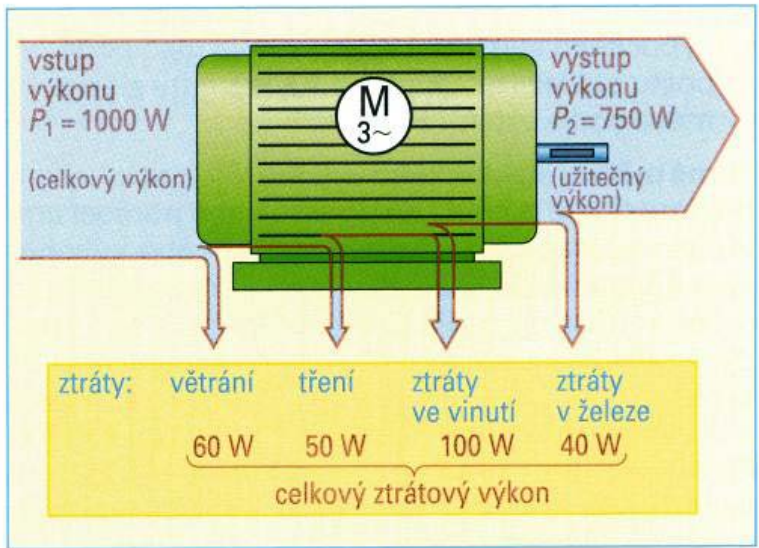 vstup
výkonu
P₁ = 1000 W
(celkový výkon)
M
3~
výstup
výkonu
P₂ = 750 W
(užitečný
výkon)
ztráty: větrání tření ztráty ve vinutí ztráty v železe
60 W 50 W 100 W 40 W
celkový ztrátový výkon